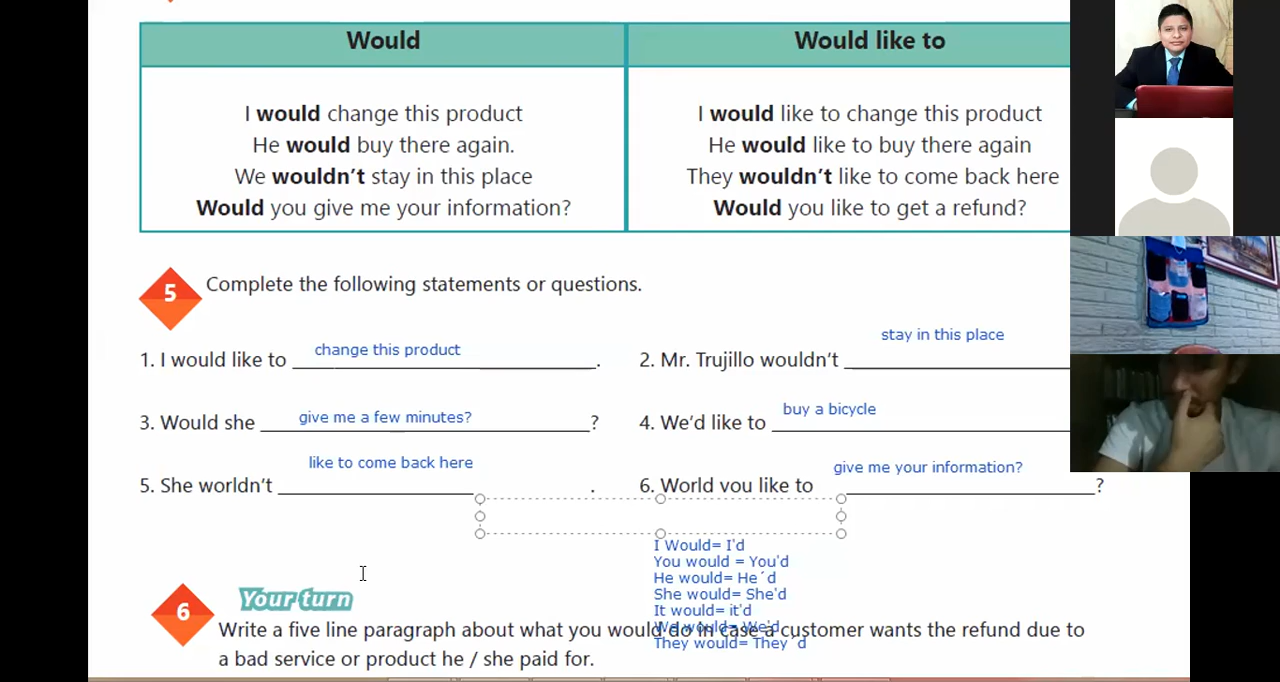 Would
Would like to
I would change this product
He would buy there again.
We wouldn't stay in this place
Would you give me your information?
I would like to change this product
He would like to buy there again
They wouldn't like to come back here
Would you like to get a refund?
5
Complete the following statements or questions.
1. I would like to change this product.
2. Mr. Trujillo wouldn't stay in this place
3. Would she give me a few minutes? ?
4. We'd like to buy a bicycle
5. She worldn't like to come back here .
6. World you like to give me your information? ?
I Would= I'd
You would = You'd
He would= He´d
She would= She'd
It would= it'd
We would= We'd
They would= They´d
6
Your turn
Write a five line paragraph about what you would do in case a customer wants the refund due to
a bad service or product he / she paid for.